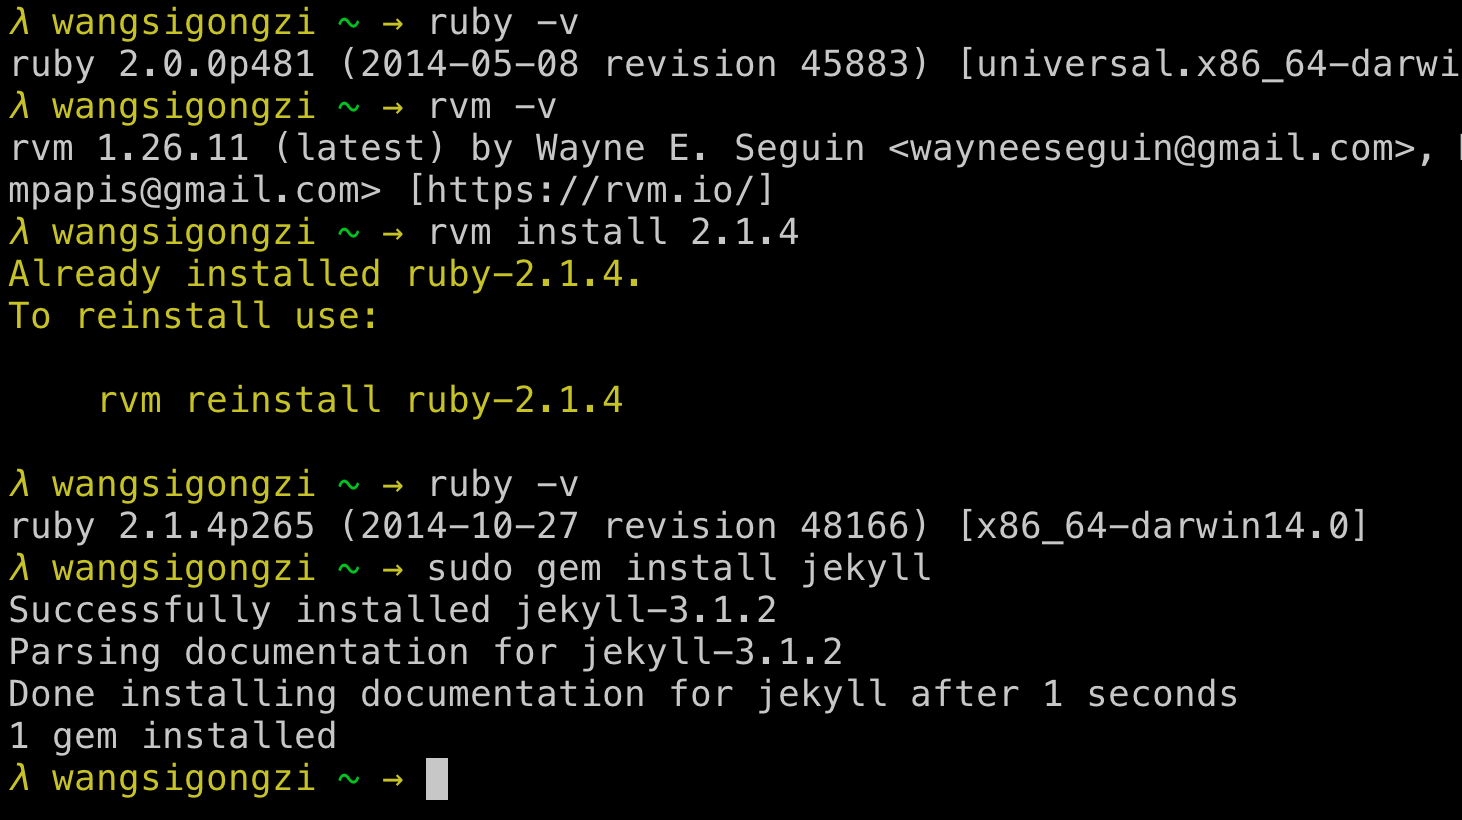 λ wangsigongzi ~ → ruby -v
ruby 2.0.0p481 (2014-05-08 revision 45883) [universal.x86_64-darwi
λ wangsigongzi ~ → rvm -v
rvm 1.26.11 (latest) by Wayne E. Seguin <wayneeseguin@gmail.com>,
mpapis@gmail.com> [https://rvm.io/]
λ wangsigongzi ~ → rvm install 2.1.4
Already installed ruby-2.1.4.
To reinstall use:
rvm reinstall ruby-2.1.4
λ wangsigongzi ~ → ruby -v
ruby 2.1.4p265 (2014-10-27 revision 48166) [x86_64-darwin14.0]
λ wangsigongzi ~ → sudo gem install jekyll
Successfully installed jekyll-3.1.2
Parsing documentation for jekyll-3.1.2
Done installing documentation for jekyll after 1 seconds
1 gem installed
λ wangsigongzi ~ →